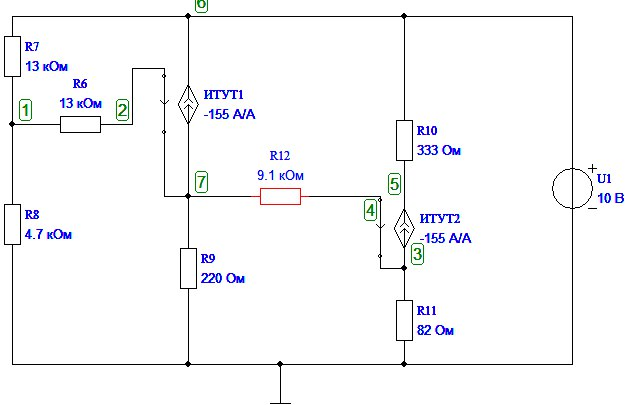 6
R7
13 кОм
R6
13 кОм
1
2
ИТУТ1
-155 А/А
R10
333 Ом
R12
9.1 кОм
7
5
4
U1
10 В
R8
4.7 кОм
ИТУТ2
-155 А/А
3
R9
220 Ом
R11
82 Ом